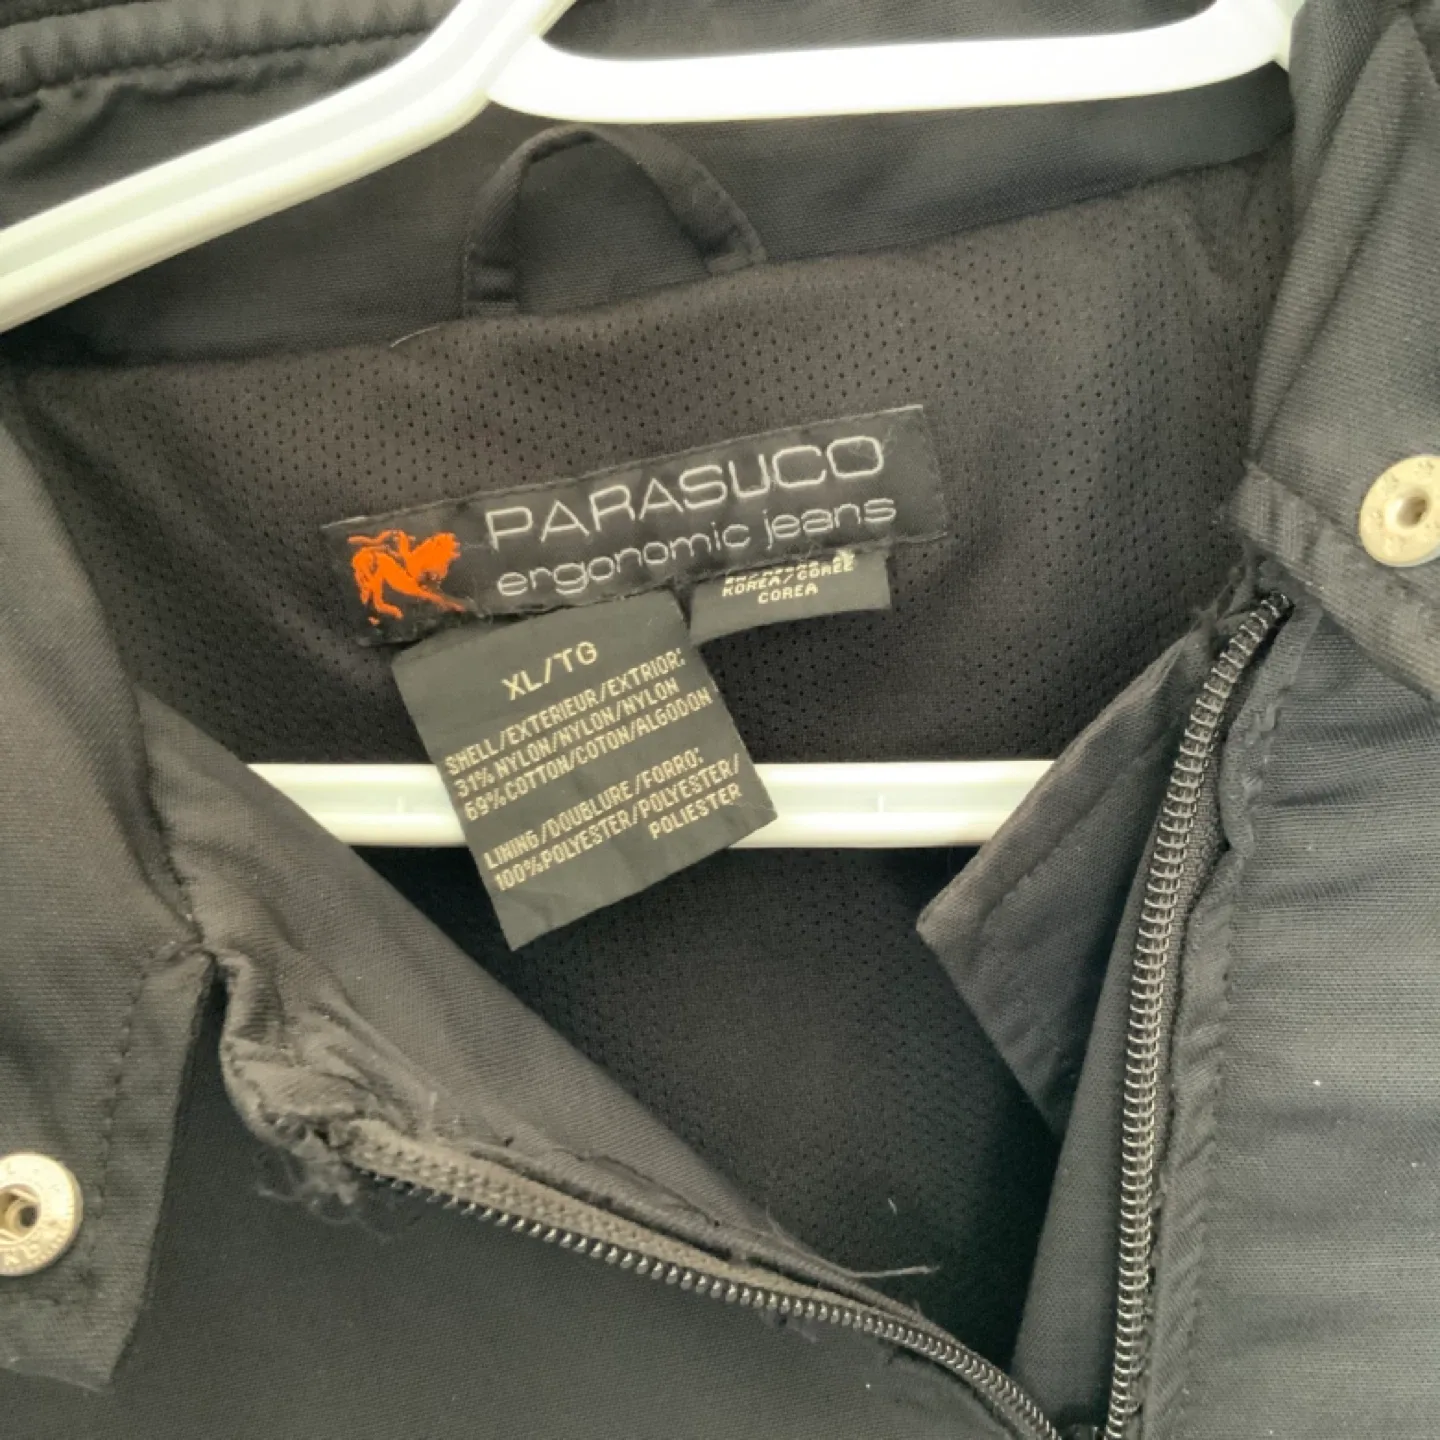 PARASUCO
ergonomic jeans
KOREA/COREE
COREA
XL/TG
SHELL/EXTERIEUR/EXTRIOR:
31% NYLON/NYLON/NYLON
69%COTTON/COTON/ALGODON
LINING/DOUBLURE/FORRO:
100%POLYESTER/POLYESTER/
POLIESTER